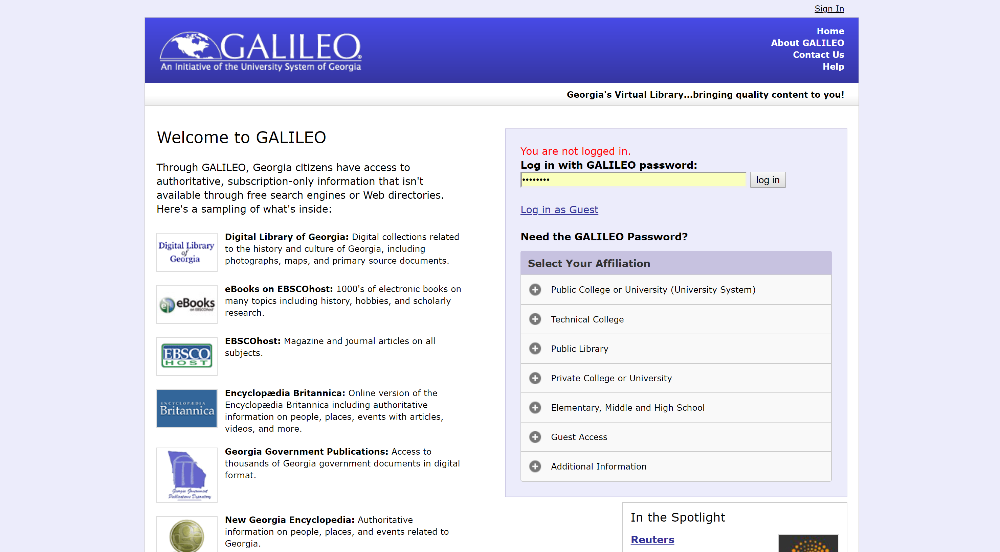 Sign In
GALILEO®
An Initiative of the University System of Georgia
Home
About GALILEO
Contact Us
Help
Georgia's Virtual Library...bringing quality content to you!
Welcome to GALILEO
Through GALILEO, Georgia citizens have access to
authoritative, subscription-only information that isn't
available through free search engines or Web directories.
Here's a sampling of what's inside:
Digital Library
of
Georgia
Digital Library of Georgia: Digital collections related
to the history and culture of Georgia, including
photographs, maps, and primary source documents.
eBooks
on EBSCOhost
eBooks on EBSCOhost: 1000's of electronic books on
many topics including history, hobbies, and scholarly
research.
EBSCO
HOST
EBSCOhost: Magazine and journal articles on all
subjects.
ENCYCLOPÆDIA
Britannica
Encyclopædia Britannica: Online version of the
Encyclopædia Britannica including authoritative
information on people, places, events with articles,
videos, and more.
Georgia Government
Publications Depository
Georgia Government Publications: Access to
thousands of Georgia government documents in digital
format.
New Georgia Encyclopedia: Authoritative
information on people, places, and events related to
Georgia.
You are not logged in.
Log in with GALILEO password:
••••••••
log in
Log in as Guest
Need the GALILEO Password?
Select Your Affiliation
Public College or University (University System)
Technical College
Public Library
Private College or University
Elementary, Middle and High School
Guest Access
Additional Information
In the Spotlight
Reuters